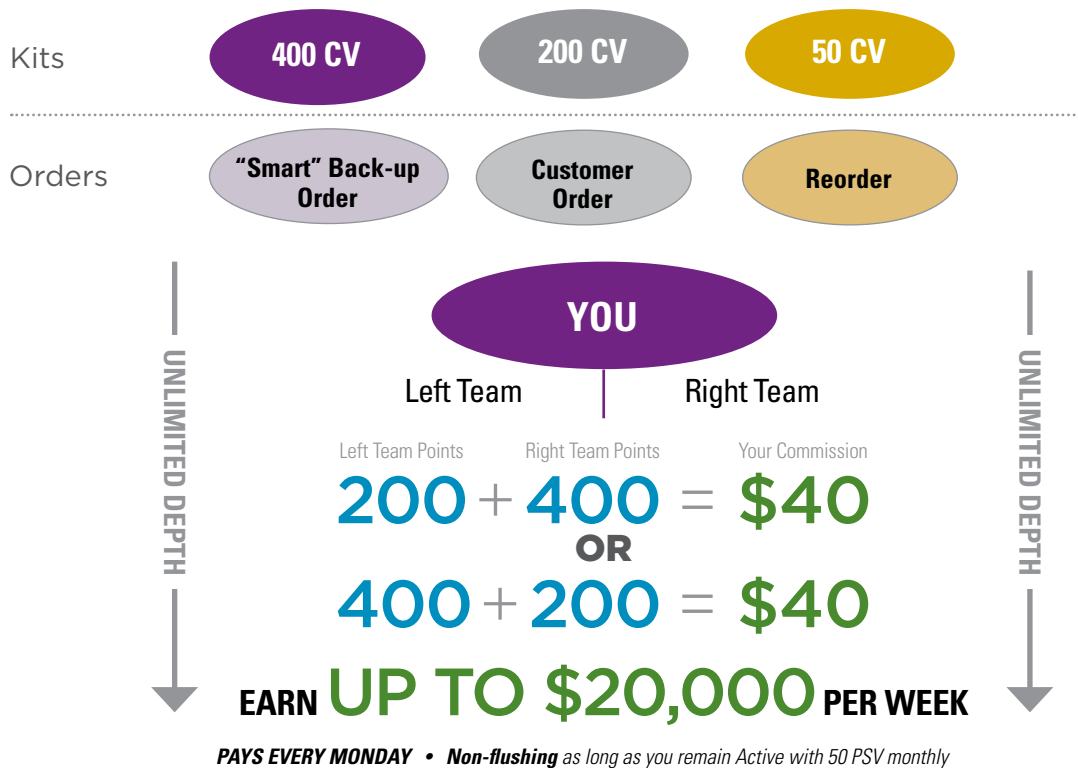 Kits
400 CV
200 CV
50 CV
Orders
“Smart” Back-up
Order
Customer
Order
Reorder
YOU
UNLIMITED DEPTH
UNLIMITED DEPTH
Left Team
Right Team
Left Team Points
Right Team Points
Your Commission
200 + 400 = $40
OR
400 + 200 = $40
EARN UP TO $20,000 PER WEEK
PAYS EVERY MONDAY • Non-flushing as long as you remain Active with 50 PSV monthly